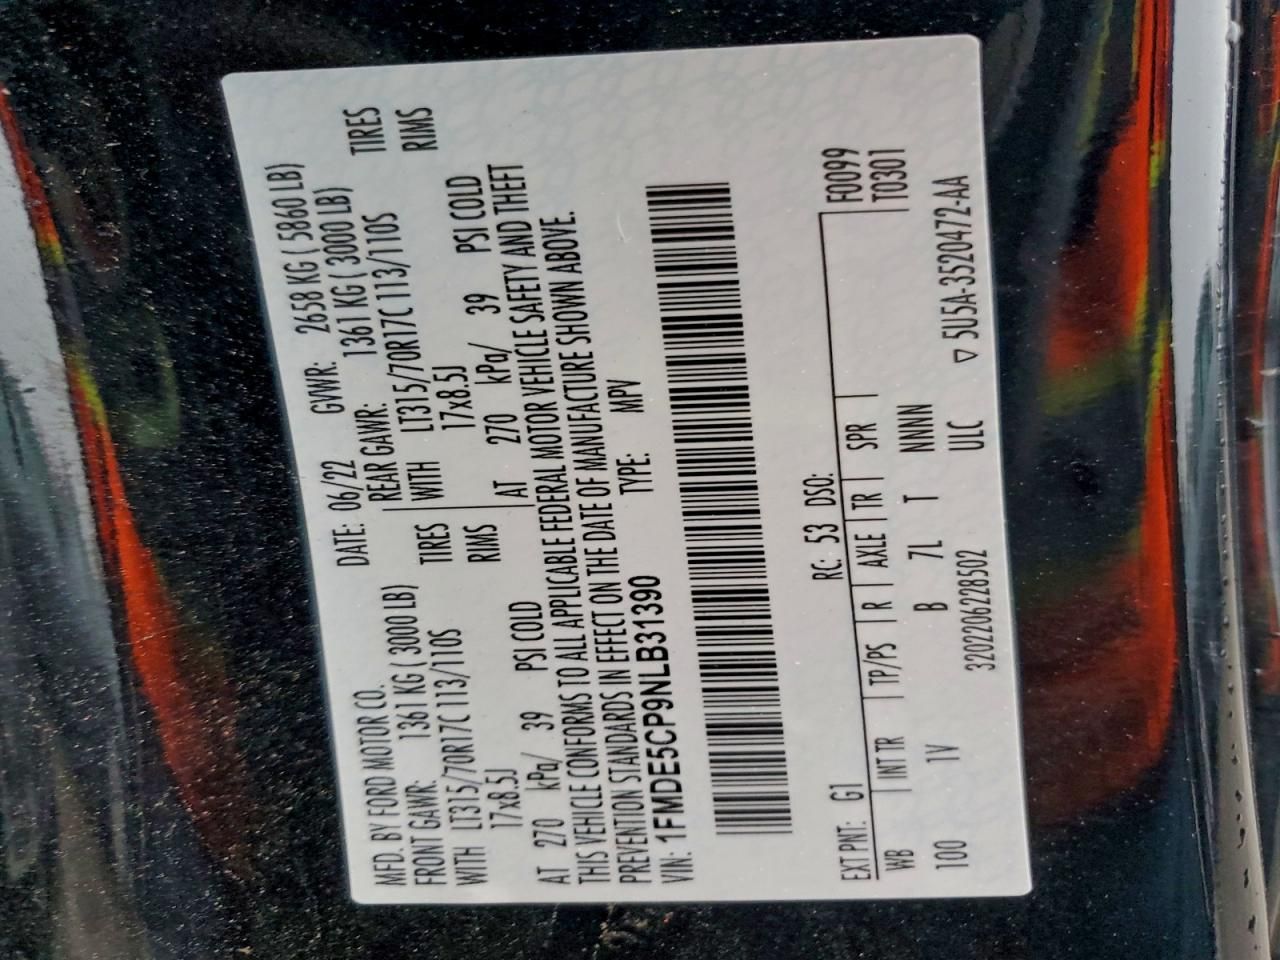 MFD. BY FORD MOTOR CO. DATE: 06/22 GVWR: 2658 KG ( 5860 LB)
FRONT GAWR: 1361 KG ( 3000 LB) REAR GAWR: 1361 KG ( 3000 LB)
WITH LT315/70R17C 113/110S TIRES WITH LT315/70R17C 113/110S TIRES
17x8.5J RIMS 17x8.5J RIMS
AT 270 kPa/ 39 PSI COLD AT 270 kPa/ 39 PSI COLD
THIS VEHICLE CONFORMS TO ALL APPLICABLE FEDERAL MOTOR VEHICLE SAFETY AND THEFT
PREVENTION STANDARDS IN EFFECT ON THE DATE OF MANUFACTURE SHOWN ABOVE.
VIN: 1FMDE5CP9NLB31390 TYPE: MPV
EXT PNT: G1 RC: 53 DSO: F0099
WB INT TR TP/PS R AXLE TR SPR T0301
100 1V B 7L T NNNN
3202206228502 ULC ▽ 5U5A-3520472-AA